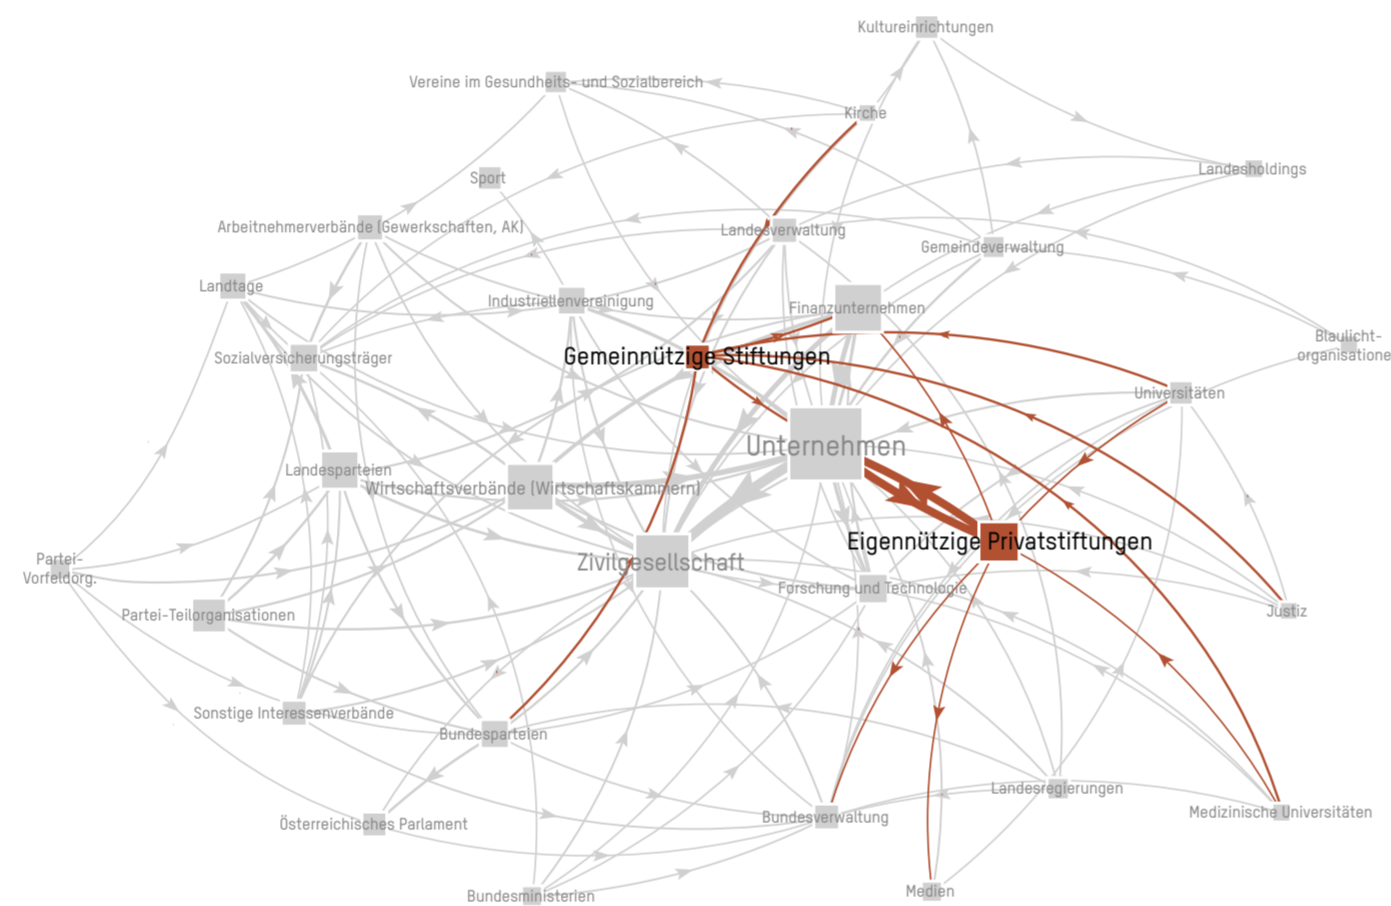 Kultureinrichtungen
Vereine im Gesundheits- und Sozialbereich
Kirche
Landesholdings
Sport
Arbeitnehmerverbände (Gewerkschaften, AK)
Landesverwaltung
Gemeindeverwaltung
Landtage
Industriellenvereinigung
Finanzunternehmen
Blaulicht-
organisatione
Sozialversicherungsträger
Gemeinnützige Stiftungen
Universitäten
Unternehmen
Landesparteien
Wirtschaftsverbände (Wirtschaftskammern)
Eigennützige Privatstiftungen
Partei-
Vorfeldorg.
Zivilgesellschaft
Forschung und Technologie
Partei-Teilorganisationen
Justiz
Sonstige Interessenverbände
Bundesparteien
Landesregierungen
Österreichisches Parlament
Bundesverwaltung
Medizinische Universitäten
Bundesministerien
Medien